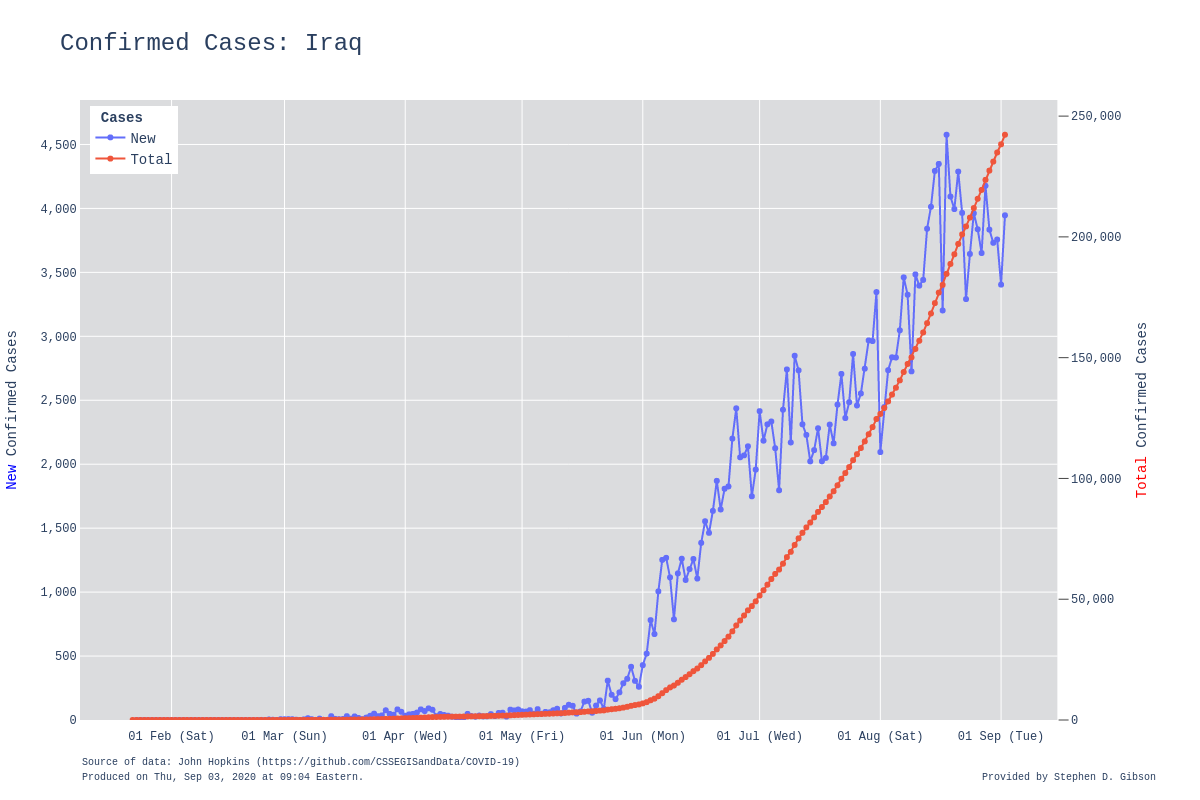 Confirmed Cases: Iraq
Cases
New
Total
4,500
4,000
3,500
3,000
2,500
2,000
1,500
1,000
500
0
New Confirmed Cases
250,000
200,000
150,000
100,000
50,000
0
Total Confirmed Cases
01 Feb (Sat) 01 Mar (Sun) 01 Apr (Wed) 01 May (Fri) 01 Jun (Mon) 01 Jul (Wed) 01 Aug (Sat) 01 Sep (Tue)
Source of data: John Hopkins (https://github.com/CSSEGISandData/COVID-19)
Produced on Thu, Sep 03, 2020 at 09:04 Eastern.
Provided by Stephen D. Gibson